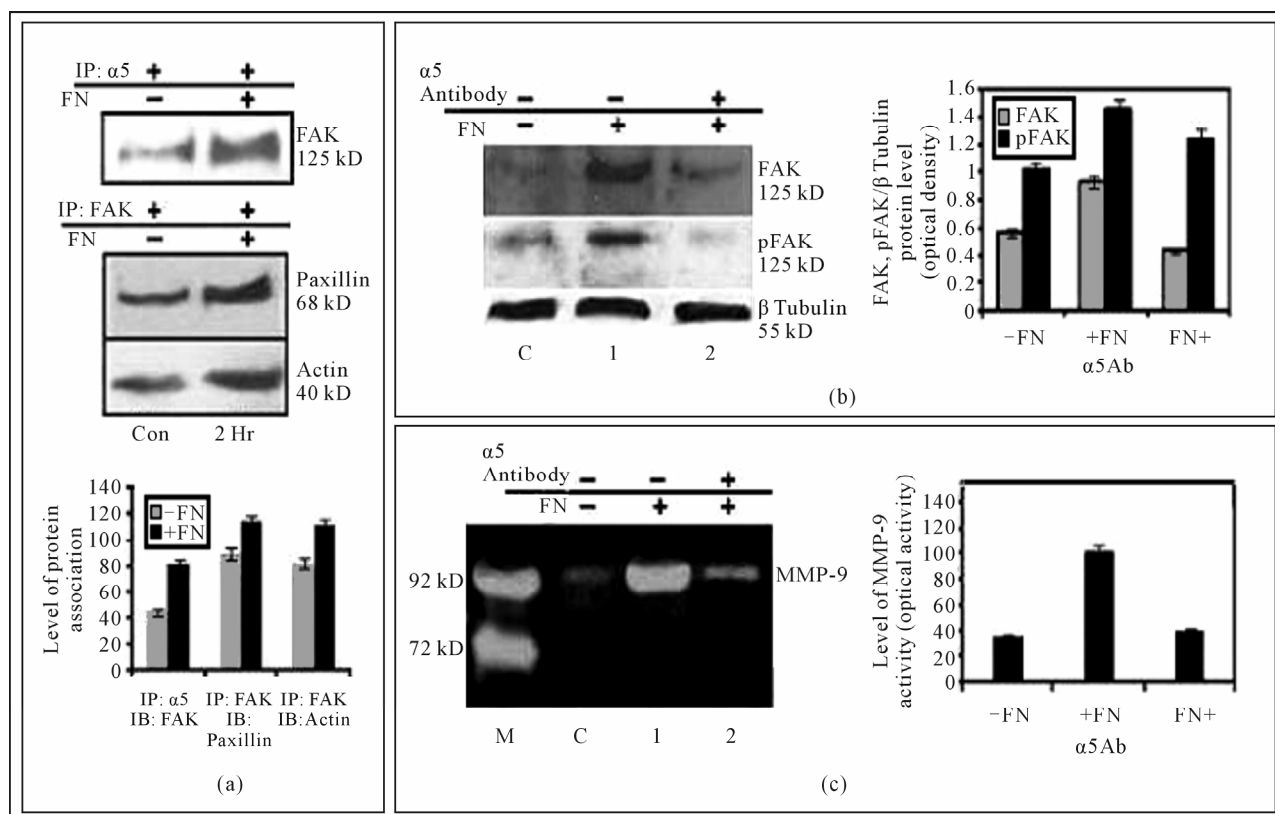 IP: α5 + +
FN − +
FAK
125 kD
IP: FAK + +
FN − +
Paxillin
68 kD
Actin
40 kD
Con 2 Hr
Level of protein
association
140
120
100
80
60
40
20
0
−FN
+FN
IP: α5
IB: FAK
IP: FAK
IB:
Paxillin
IP: FAK
IB:Actin
(a)
α5
Antibody − − +
FN − + +
FAK
125 kD
pFAK
125 kD
β Tubulin
55 kD
C 1 2
FAK, pFAK/β Tubulin
protein level
(optical density)
1.6
1.4
1.2
1
0.8
0.6
0.4
0.2
0
FAK
pFAK
−FN +FN FN+
α5Ab
(b)
α5
Antibody − − +
FN − + +
92 kD
72 kD
MMP-9
M C 1 2
Level of MMP-9
activity (optical activity)
140
120
100
80
60
40
20
0
−FN +FN FN+
α5Ab
(c)